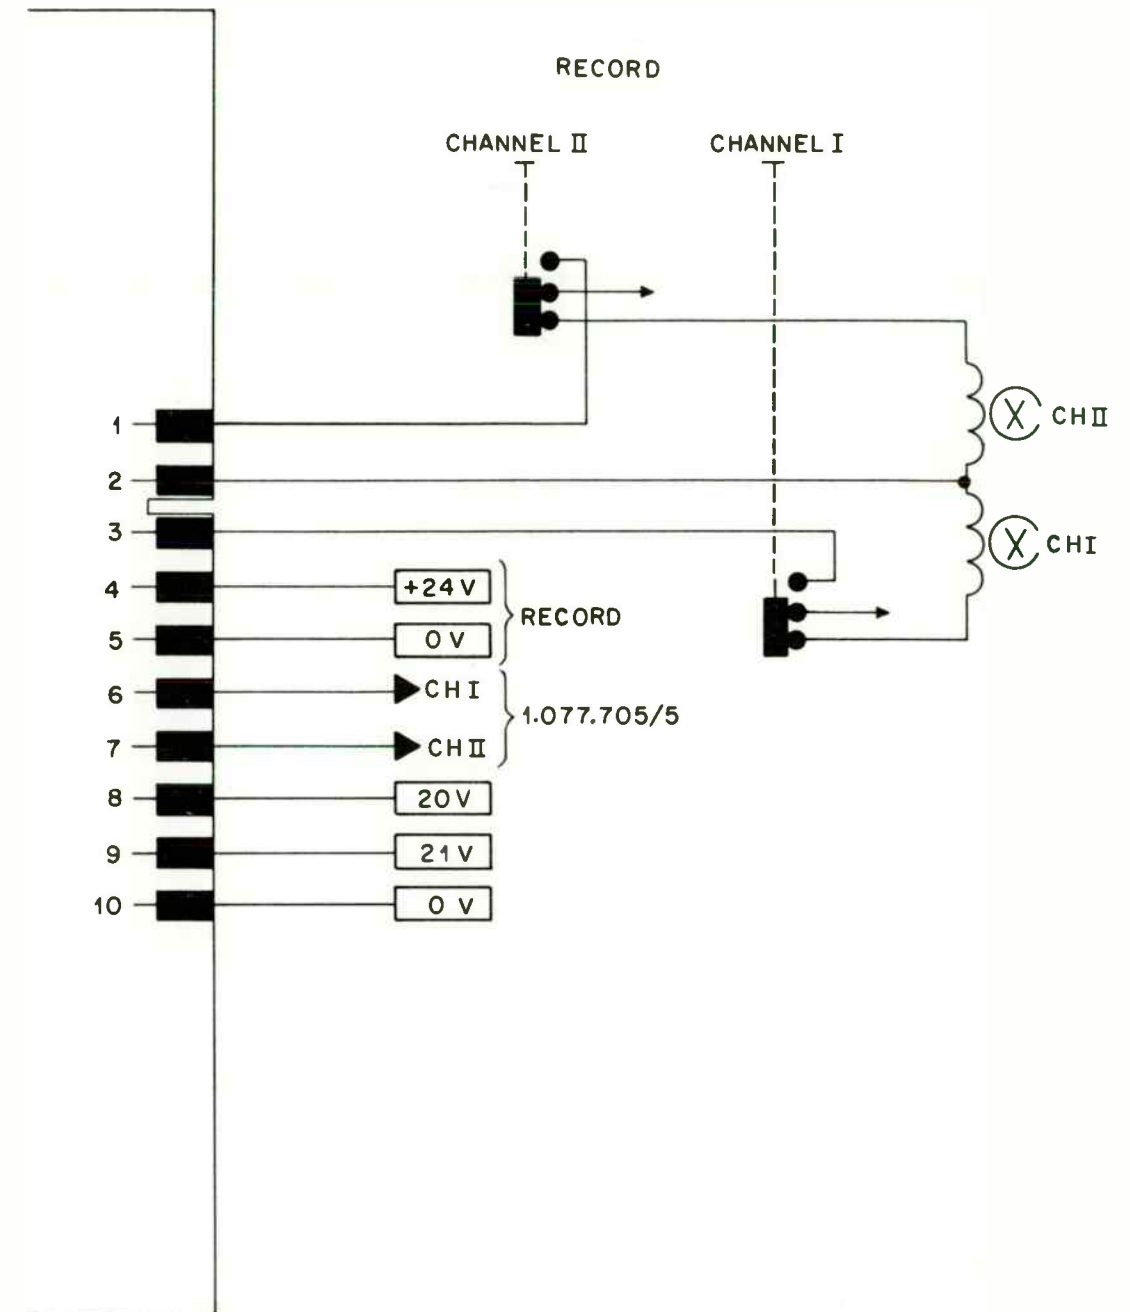 RECORD
CHANNEL II
CHANNEL I
1
X CH II
2
3
X CH I
4
+24 V
5
0 V
RECORD
6
CH I
7
CH II
1.077.705/5
8
20 V
9
21 V
10
0 V